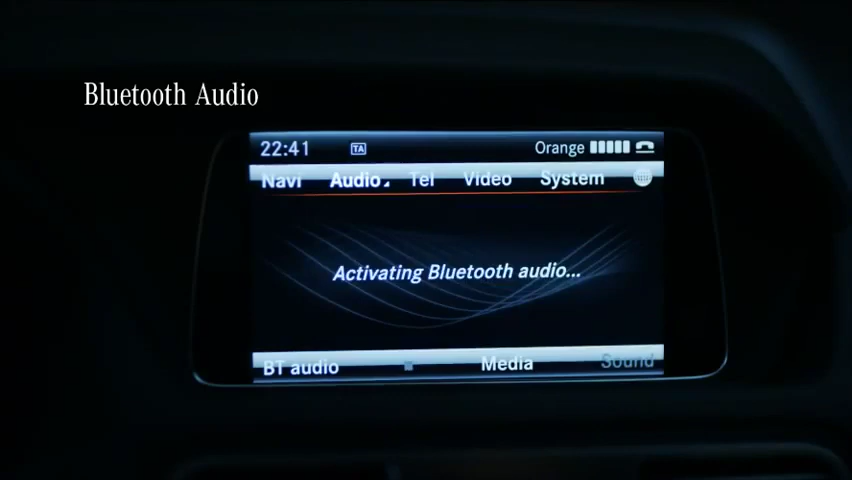 Bluetooth Audio
22:41 TA Orange
Navi Audio Tel Video System
Activating Bluetooth audio...
BT audio Media Sound